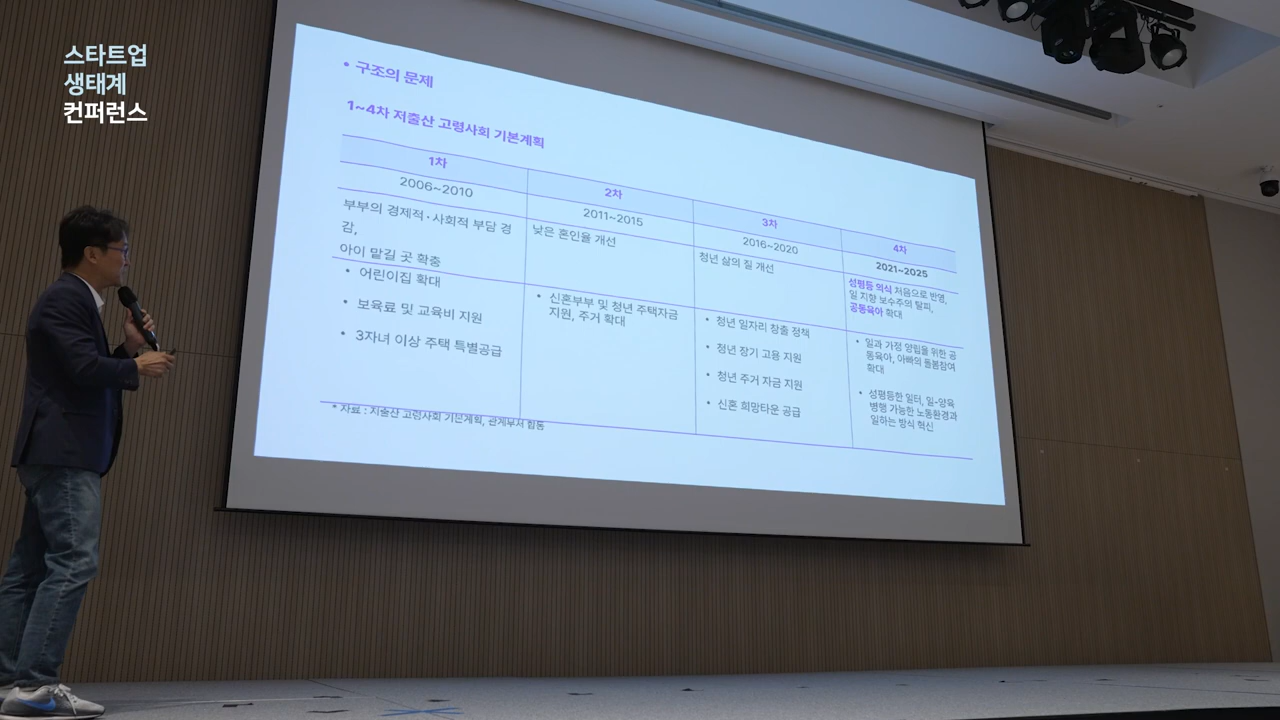 스타트업
생태계
컨퍼런스
• 구조의 문제
1~4차 저출산 고령사회 기본계획
1차
2006~2010
부부의 경제적·사회적 부담 경
감,
아이 맡길 곳 확충
• 어린이집 확대
• 보육료 및 교육비 지원
• 3자녀 이상 주택 특별공급
2차
2011~2015
낮은 혼인율 개선
• 신혼부부 및 청년 주택자금
지원, 주거 확대
3차
2016~2020
청년 삶의 질 개선
• 청년 일자리 창출 정책
• 청년 장기 고용 지원
• 청년 주거 자금 지원
• 신혼 희망타운 공급
4차
2021~2025
성평등 의식 처음으로 반영,
일 지향 보수주의 탈피,
공동육아 확대
• 일과 가정 양립을 위한 공
동육아, 아빠의 돌봄참여
확대
• 성평등한 일터, 일-양육
병행 가능한 노동환경과
일하는 방식 혁신
* 자료 : 저출산 고령사회 기본계획, 관계부처 합동